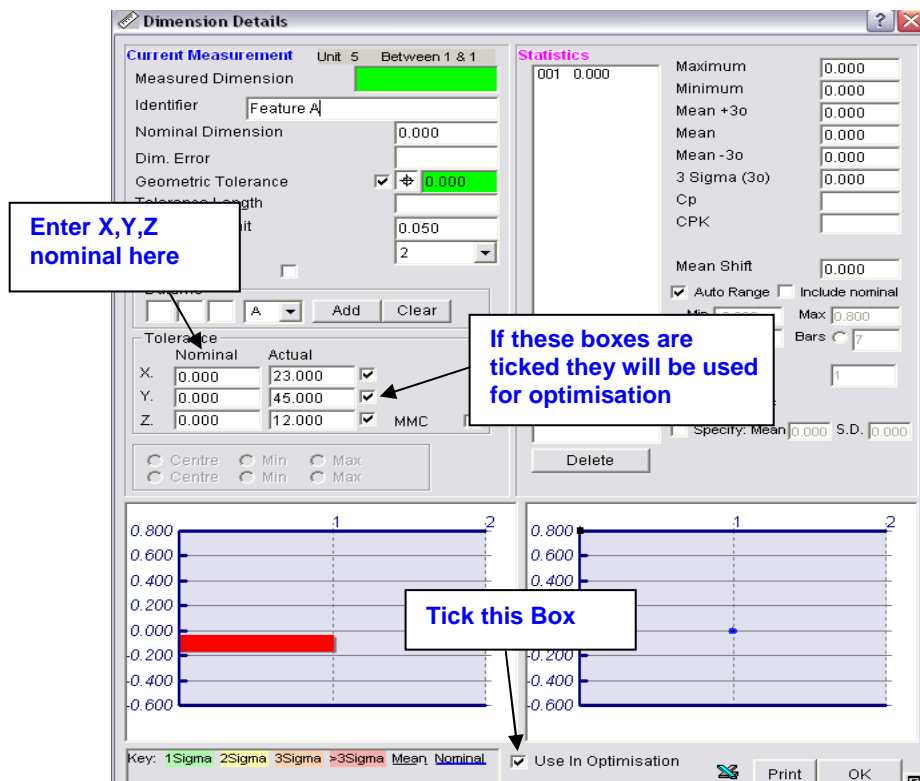 Dimension Details
Current Measurement Unit 5 Between 1 & 1
Measured Dimension
Identifier Feature A
Nominal Dimension 0.000
Dim. Error
Geometric Tolerance 0.000
0.050
2
A Add Clear
Tolerance
Nominal Actual
X. 0.000 23.000
Y. 0.000 45.000
Z. 0.000 12.000 MMC
Centre Min Max
Centre Min Max
Statistics
001 0.000
Maximum 0.000
Minimum 0.000
Mean +3σ 0.000
Mean 0.000
Mean -3σ 0.000
3 Sigma (3σ) 0.000
Cp
CPK
Mean Shift 0.000
Auto Range Include nominal
Max 0.800
Bars 7
1
Specify: Mean 0.000 S.D. 0.000
Delete
Enter X,Y,Z
nominal here
If these boxes are
ticked they will be used
for optimisation
Tick this Box
1 2
0.800
0.600
0.400
0.200
0.000
-0.200
-0.400
-0.600
1 2
0.800
0.600
0.400
0.000
-0.200
-0.400
-0.600
Key: 1Sigma 2Sigma 3Sigma >3Sigma Mean Nominal
Use In Optimisation
Print OK